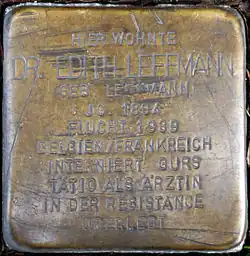 HIER WOHNTE
DR. EDITH LEFFMANN
GEB. LEFFMANN
JG. 1894
FLUCHT 1939
BELGIEN/FRANKREICH
INTERNIERT GURS
TÄTIG ALS ÄRZTIN
IN DER RESISTANCE
ÜBERLEBT